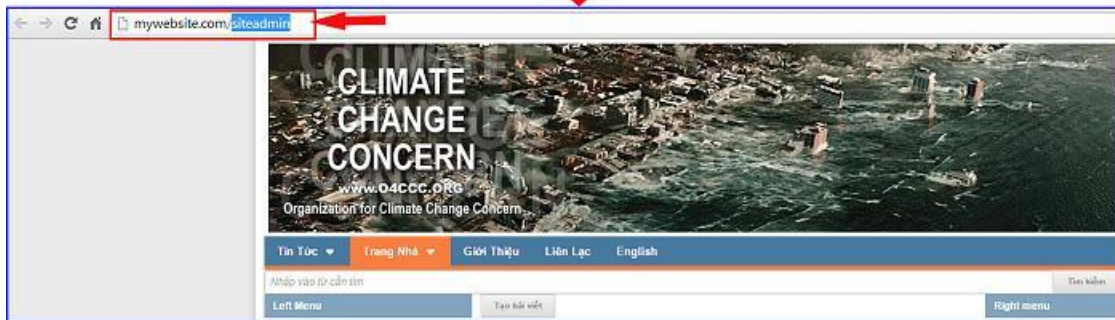 mywebsite.com/siteadmin
CLIMATE
CHANGE
CONCERN
www.O4CCC.ORG
Organization for Climate Change Concern
Tin Tức Trang Nhà Giới Thiệu Liên Lạc English
Nhập vào từ cần tìm Tìm kiếm
Left Menu Tạo bài viết Right menu